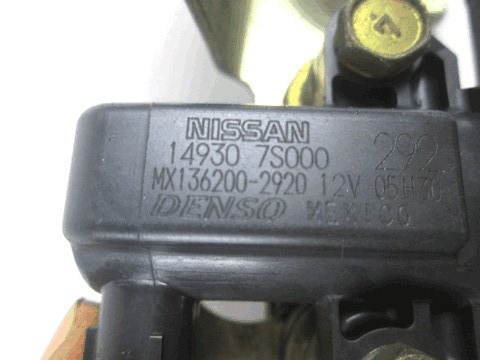 NISSAN
14930 7S000 292
MX136200-2920 12V 05H30
DENSO MEXICO